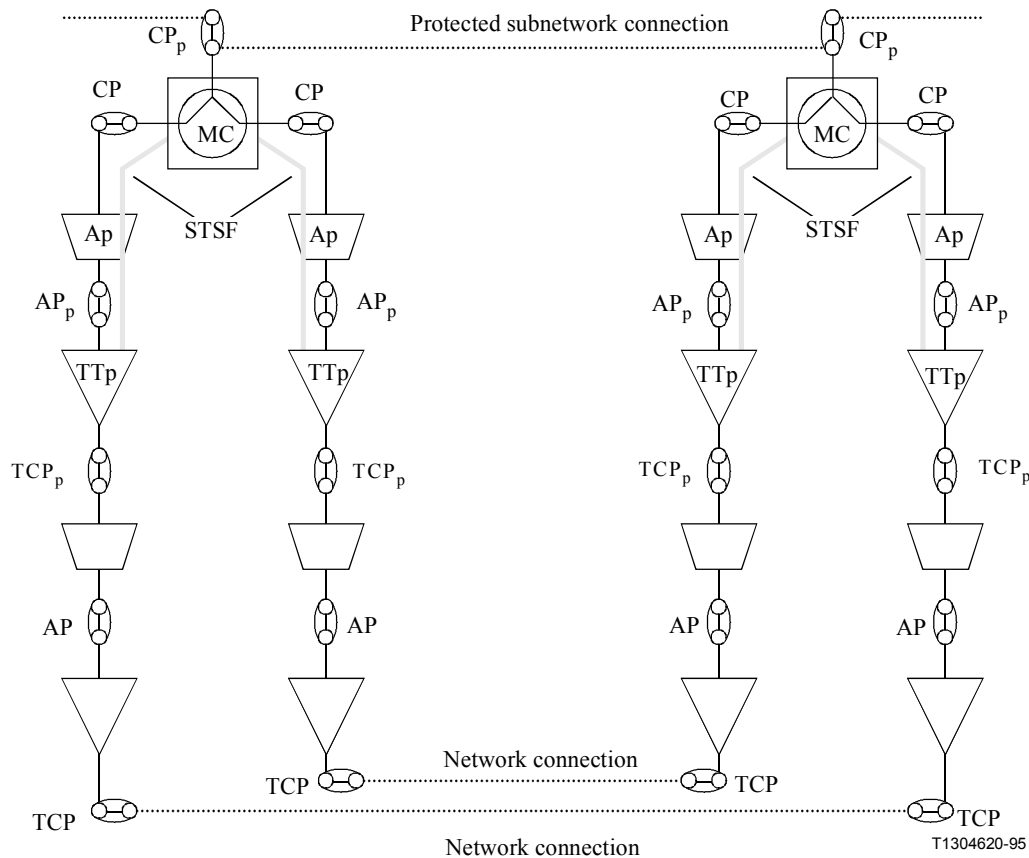 Protected subnetwork connection
CPp CPp
CP CP CP CP
MC MC
Ap STSF Ap Ap STSF Ap
APp APp APp APp
TTp TTp TTp TTp
TCPp TCPp TCPp TCPp
AP AP AP AP
Network connection
TCP TCP
TCP TCP
Network connection
T1304620-95